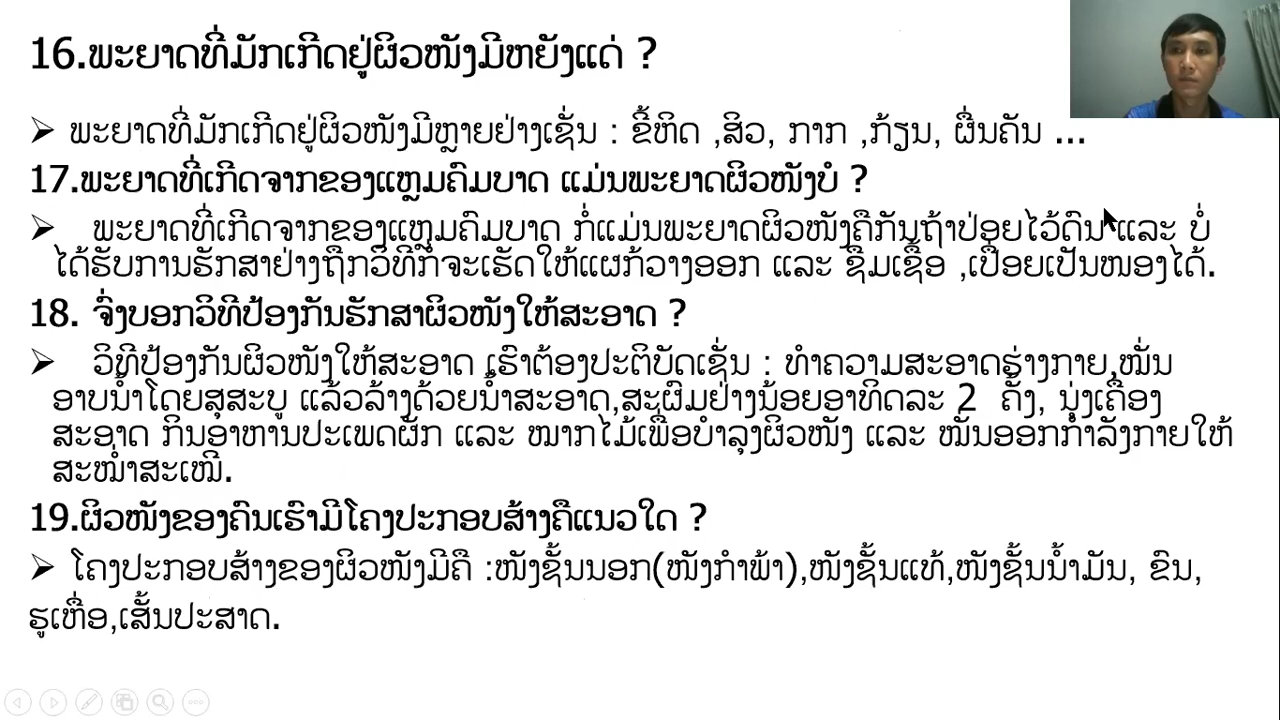 16.ພະຍາດທີ່ມັກເກີດຢູ່ຜິວໜັງມີຫຍັງແດ່ ?
➢ ພະຍາດທີ່ມັກເກີດຢູ່ຜິວໜັງມີຫຼາຍຢ່າງເຊັ່ນ : ຂີ້ຫິດ ,ສິວ, ກາກ ,ກ້ຽນ, ຜື່ນຄັນ ...
17.ພະຍາດທີ່ເກີດຈາກຂອງແຫຼມຄົມບາດ ແມ່ນພະຍາດຜິວໜັງບໍ ?
➢ ພະຍາດທີ່ເກີດຈາກຂອງແຫຼມຄົມບາດ ກໍ່ແມ່ນພະຍາດຜິວໜັງຄືກັນຖ້າປ່ອຍໄວ້ດົນ ແລະ ບໍ່
ໄດ້ຮັບການຮັກສາຢ່າງຖືກວິທີກໍ່ຈະເຮັດໃຫ້ແຜກ້ວາງອອກ ແລະ ຊຶມເຊື້ອ ,ເປື່ອຍເປັນໜອງໄດ້.
18. ຈົ່ງບອກວິທີປ້ອງກັນຮັກສາຜິວໜັງໃຫ້ສະອາດ ?
➢ ວິທີປ້ອງກັນຜິວໜັງໃຫ້ສະອາດ ເຮົາຕ້ອງປະຕິບັດເຊັ່ນ : ທຳຄວາມສະອາດຮ່າງກາຍ,ໝັ່ນ
ອາບນ້ຳໂດຍສຸສະບູ ແລ້ວລ້າງດ້ວຍນ້ຳສະອາດ,ສະຜົມຢ່າງນ້ອຍອາທິດລະ 2 ຄັ້ງ, ນຸ່ງເຄື່ອງ
ສະອາດ ກິນອາຫານປະເພດຜັກ ແລະ ໝາກໄມ້ເພື່ອບຳລຸງຜິວໜັງ ແລະ ໝັ່ນອອກກຳລັງກາຍໃຫ້
ສະໝ່ຳສະເໝີ.
19.ຜິວໜັງຂອງຄົນເຮົາມີໂຄງປະກອບສ້າງຄືແນວໃດ ?
➢ ໂຄງປະກອບສ້າງຂອງຜິວໜັງມີຄື :ໜັງຊັ້ນນອກ(ໜັງກຳພ້າ),ໜັງຊັ້ນແທ້,ໜັງຊັ້ນນ້ຳມັນ, ຂົນ,
ຮູເຫື່ອ,ເສັ້ນປະສາດ.